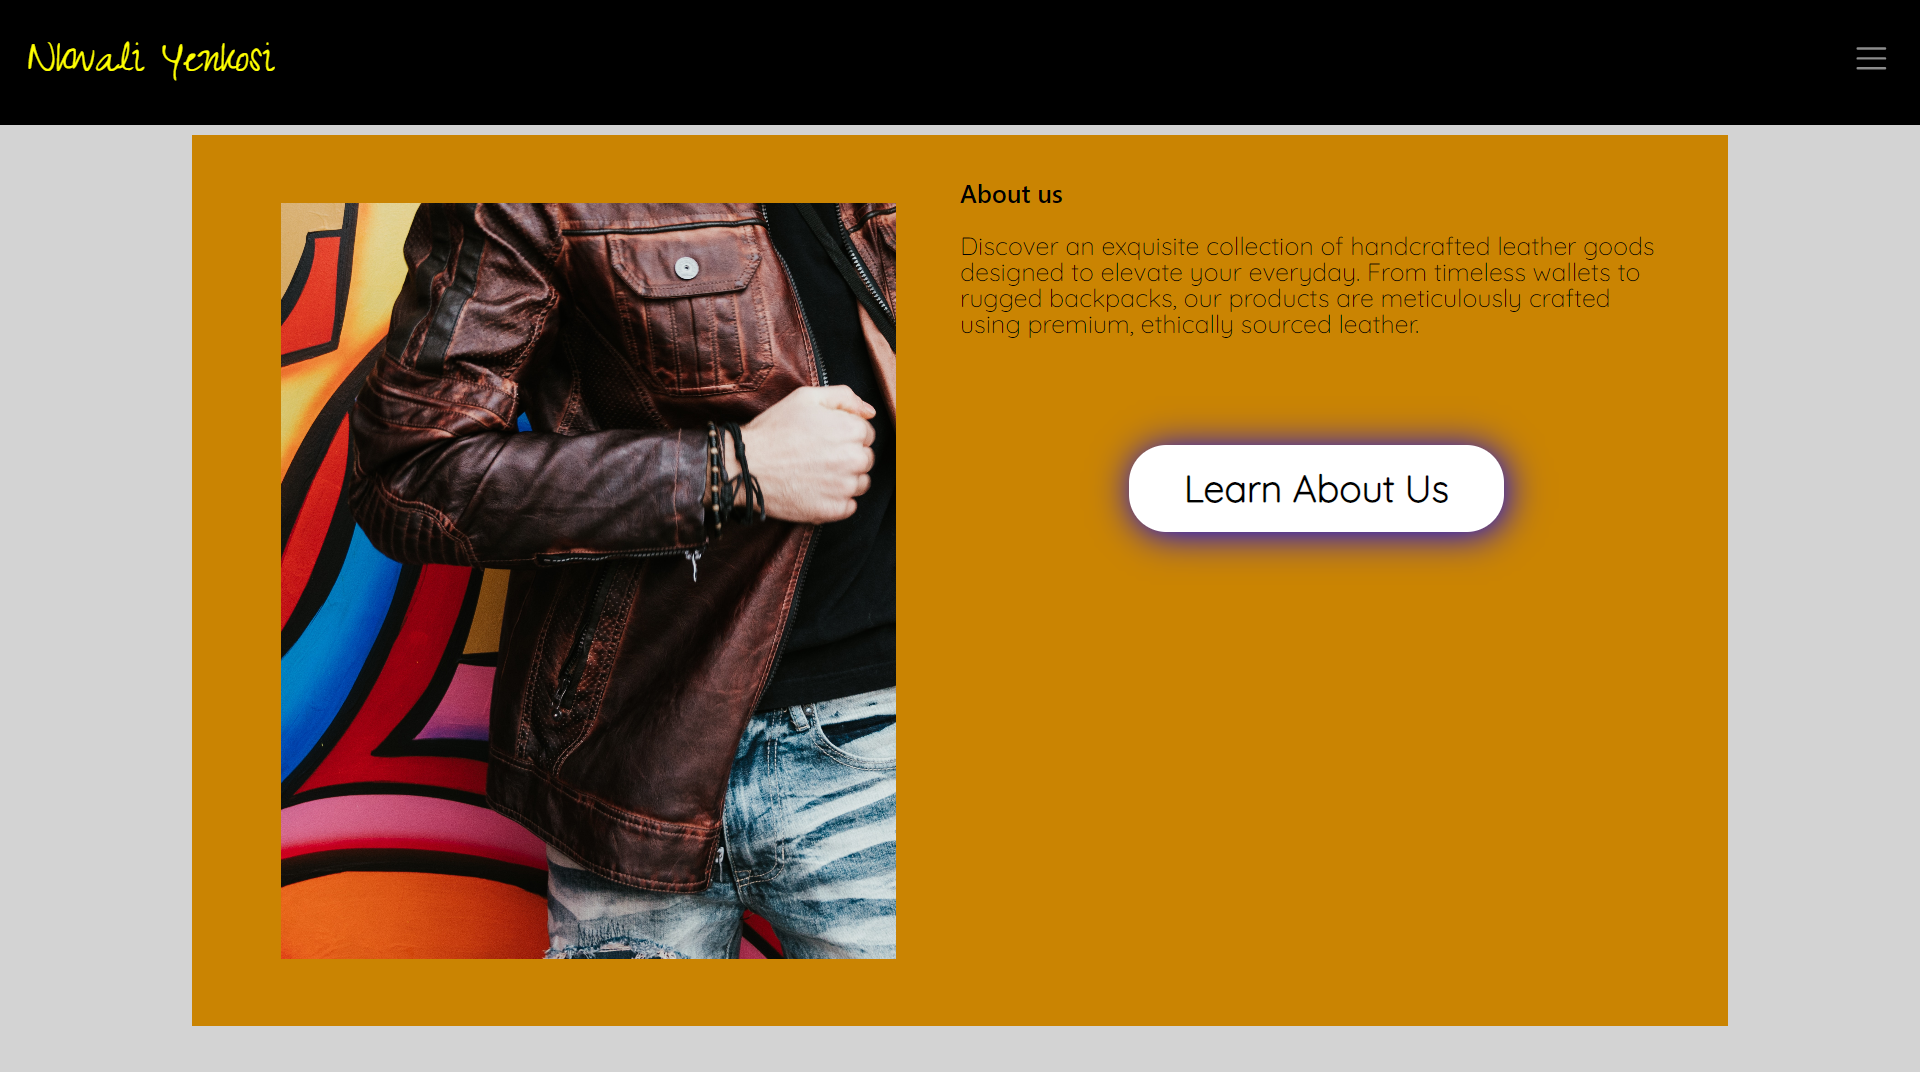 Nkwali Yenkosi
About us
Discover an exquisite collection of handcrafted leather goods
designed to elevate your everyday. From timeless wallets to
rugged backpacks, our products are meticulously crafted
using premium, ethically sourced leather.
Learn About Us